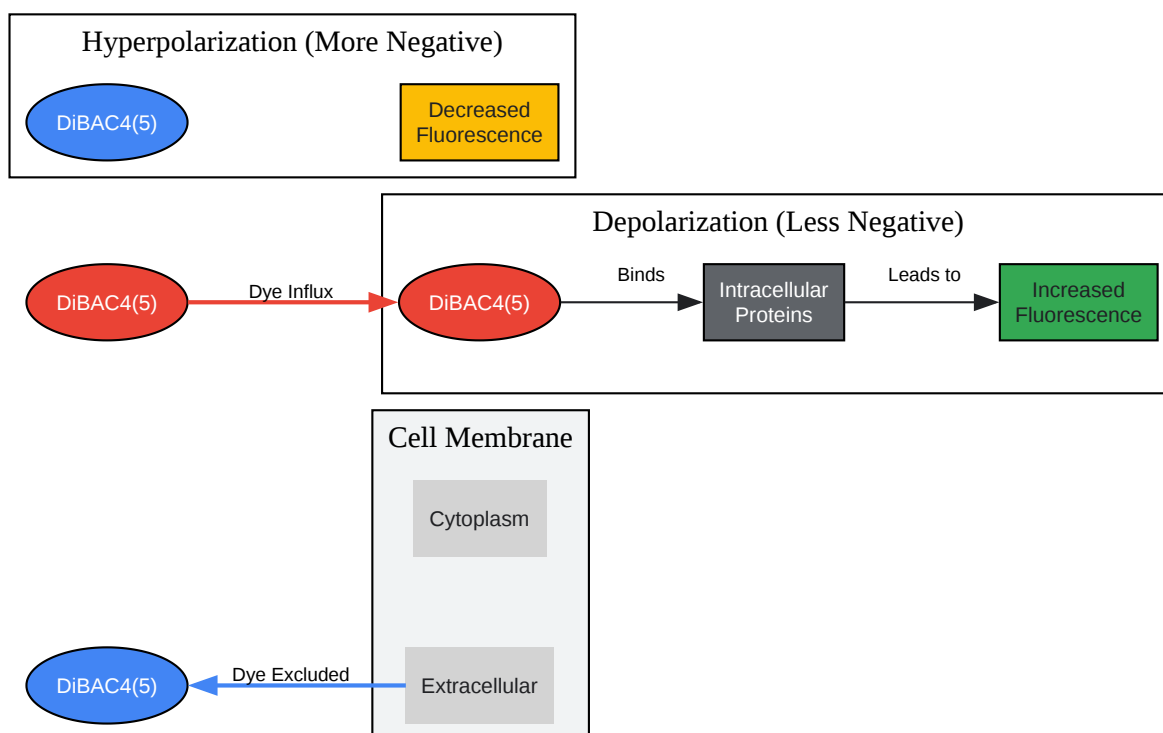 Hyperpolarization (More Negative)
DiBAC4(5)
Decreased
Fluorescence
Depolarization (Less Negative)
DiBAC4(5)
Dye Influx
DiBAC4(5)
Binds
Intracellular
Proteins
Leads to
Increased
Fluorescence
Cell Membrane
Cytoplasm
DiBAC4(5)
Dye Excluded
Extracellular